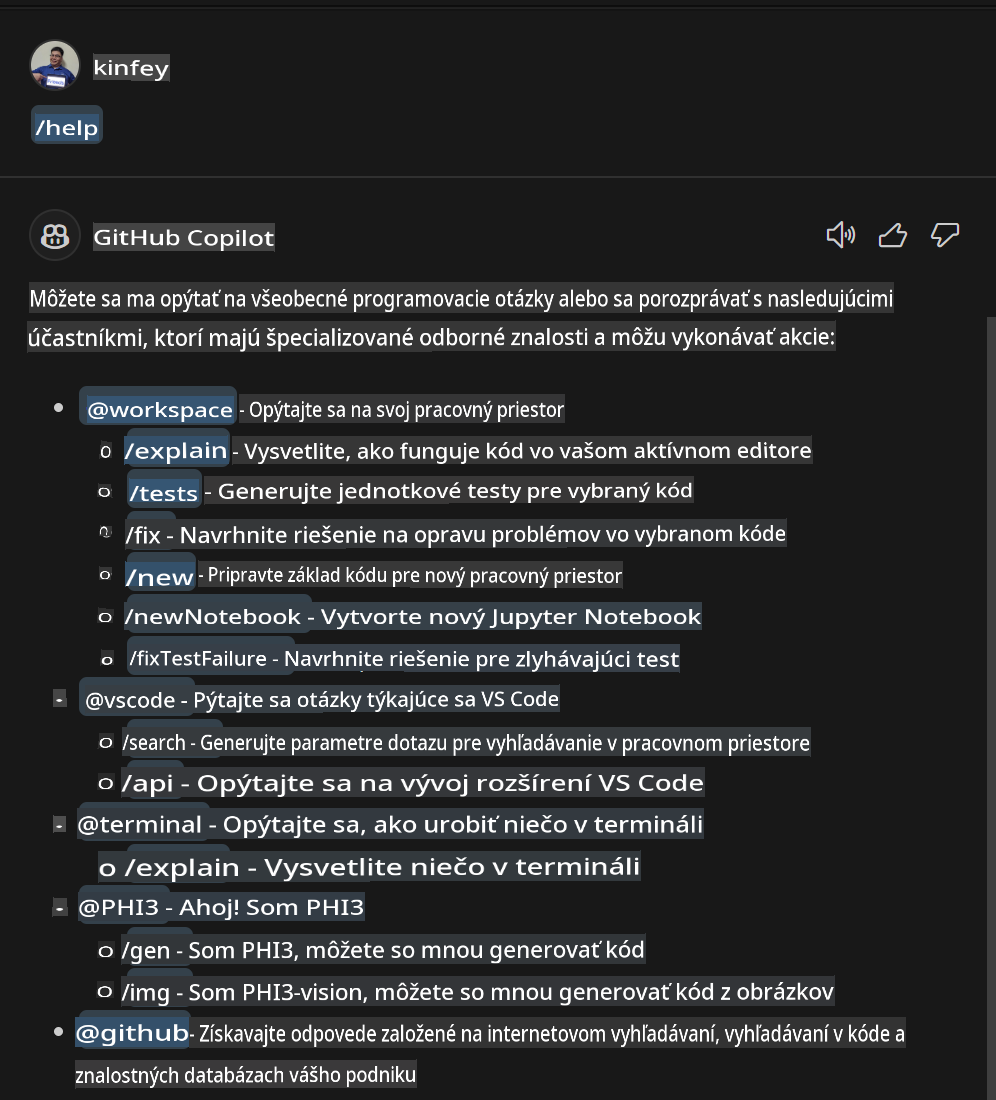 kinfey
/help
GitHub Copilot
Môžete sa ma opýtať na všeobecné programovacie otázky alebo sa porozprávať s nasledujúcimi
účastníkmi, ktorí majú špecializované odborné znalosti a môžu vykonávať akcie:
• @workspace - Opýtajte sa na svoj pracovný priestor
o /explain - Vysvetlite, ako funguje kód vo vašom aktívnom editore
o /tests - Generujte jednotkové testy pre vybraný kód
o /fix - Navrhnite riešenie na opravu problémov vo vybranom kóde
o /new - Pripravte základ kódu pre nový pracovný priestor
o /newNotebook - Vytvorte nový Jupyter Notebook
o /fixTestFailure - Navrhnite riešenie pre zlyhávajúci test
- @vscode - Pýtajte sa otázky týkajúce sa VS Code
o /search - Generujte parametre dotazu pre vyhľadávanie v pracovnom priestore
o /api - Opýtajte sa na vývoj rozšírení VS Code
- @terminal - Opýtajte sa, ako urobiť niečo v termináli
o /explain - Vysvetlite niečo v termináli
- @PHI3 - Ahoj! Som PHI3
o /gen - Som PHI3, môžete so mnou generovať kód
o /img - Som PHI3-vision, môžete so mnou generovať kód z obrázkov
• @github- Získavajte odpovede založené na internetovom vyhľadávaní, vyhľadávaní v kóde a
znalostných databázach vášho podniku